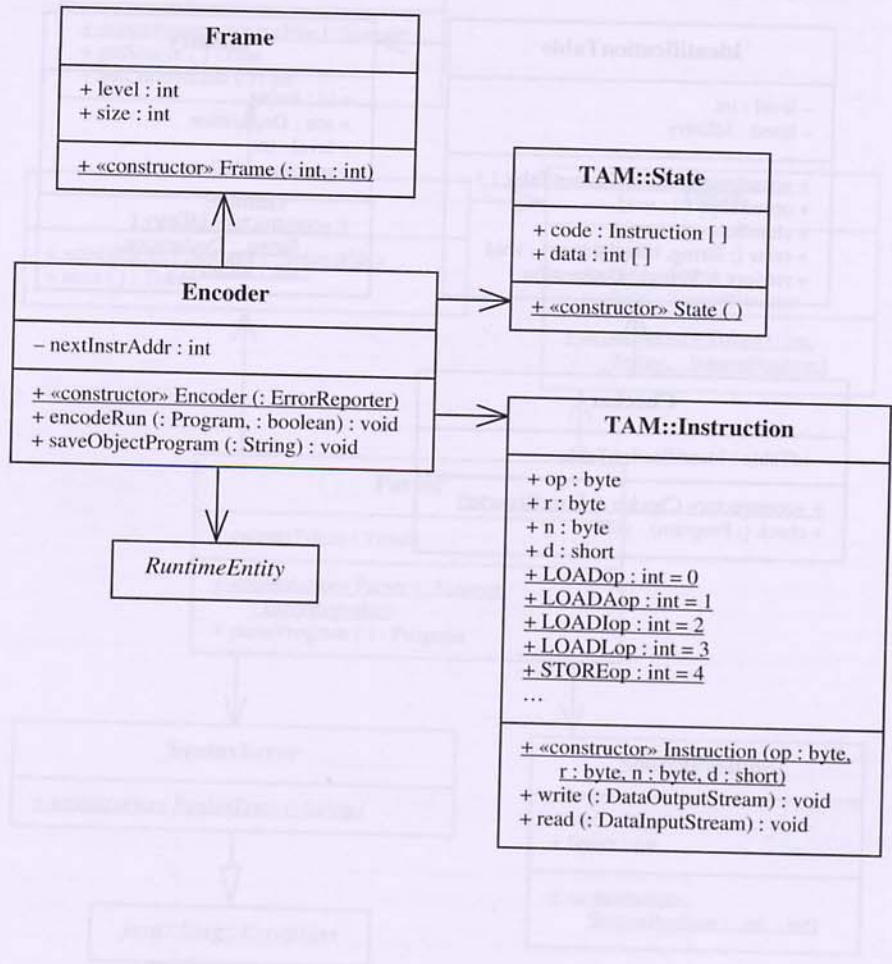 Frame
+ level : int
+ size : int
+ «constructor» Frame (: int, : int)
TAM::State
+ code : Instruction [ ]
+ data : int [ ]
+ «constructor» State ( )
Encoder
– nextInstrAddr : int
+ «constructor» Encoder (: ErrorReporter)
+ encodeRun (: Program, : boolean) : void
+ saveObjectProgram (: String) : void
TAM::Instruction
+ op : byte
+ r : byte
+ n : byte
+ d : short
+ LOADop : int = 0
+ LOADAop : int = 1
+ LOADIop : int = 2
+ LOADLop : int = 3
+ STOREop : int = 4
…
+ «constructor» Instruction (op : byte,
r : byte, n : byte, d : short)
+ write (: DataOutputStream) : void
+ read (: DataInputStream) : void
RuntimeEntity